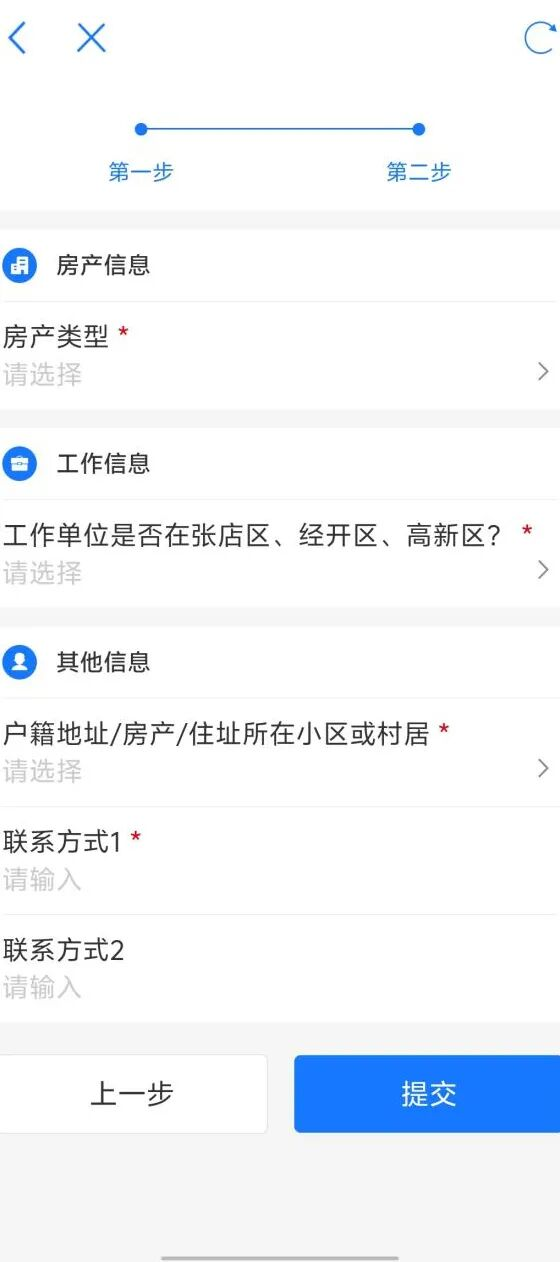 第一步
第二步
房产信息
房产类型 *
请选择
工作信息
工作单位是否在张店区、经开区、高新区？ *
请选择
其他信息
户籍地址/房产/住址所在小区或村居 *
请选择
联系方式1 *
请输入
联系方式2
请输入
上一步
提交